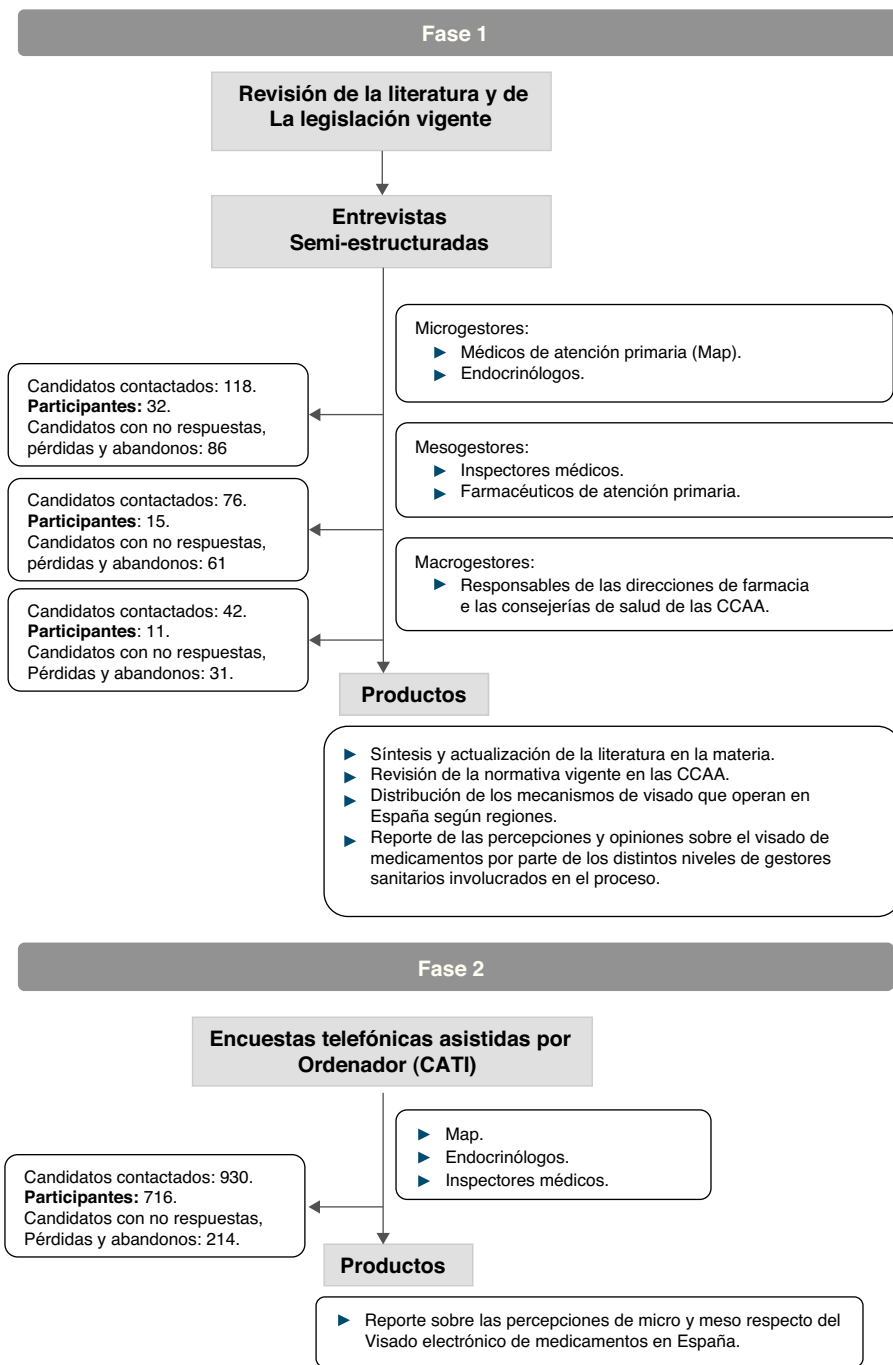 Fase 1
Revisión de la literatura y de
La legislación vigente
Entrevistas
Semi-estructuradas
Microgestores:
► Médicos de atención primaria (Map).
► Endocrinólogos.
Candidatos contactados: 118.
Participantes: 32.
Candidatos con no respuestas,
pérdidas y abandonos: 86
Mesogestores:
► Inspectores médicos.
► Farmacéuticos de atención primaria.
Candidatos contactados: 76.
Participantes: 15.
Candidatos con no respuestas,
pérdidas y abandonos: 61
Macrogestores:
► Responsables de las direcciones de farmacia
e las consejerías de salud de las CCAA.
Candidatos contactados: 42.
Participantes: 11.
Candidatos con no respuestas,
Pérdidas y abandonos: 31.
Productos
► Síntesis y actualización de la literatura en la materia.
► Revisión de la normativa vigente en las CCAA.
► Distribución de los mecanismos de visado que operan en
España según regiones.
► Reporte de las percepciones y opiniones sobre el visado de
medicamentos por parte de los distintos niveles de gestores
sanitarios involucrados en el proceso.
Fase 2
Encuestas telefónicas asistidas por
Ordenador (CATI)
► Map.
► Endocrinólogos.
► Inspectores médicos.
Candidatos contactados: 930.
Participantes: 716.
Candidatos con no respuestas,
Pérdidas y abandonos: 214.
Productos
► Reporte sobre las percepciones de micro y meso respecto del
Visado electrónico de medicamentos en España.